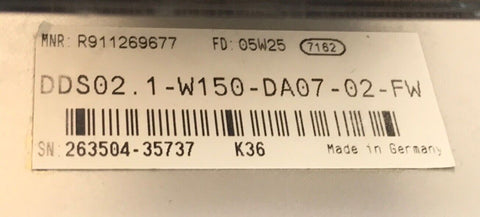 MNR: R911269677 FD: 05W25 7162
DDS02.1-W150-DA07-02-FW
SN: 263504-35737 K36 Made in Germany